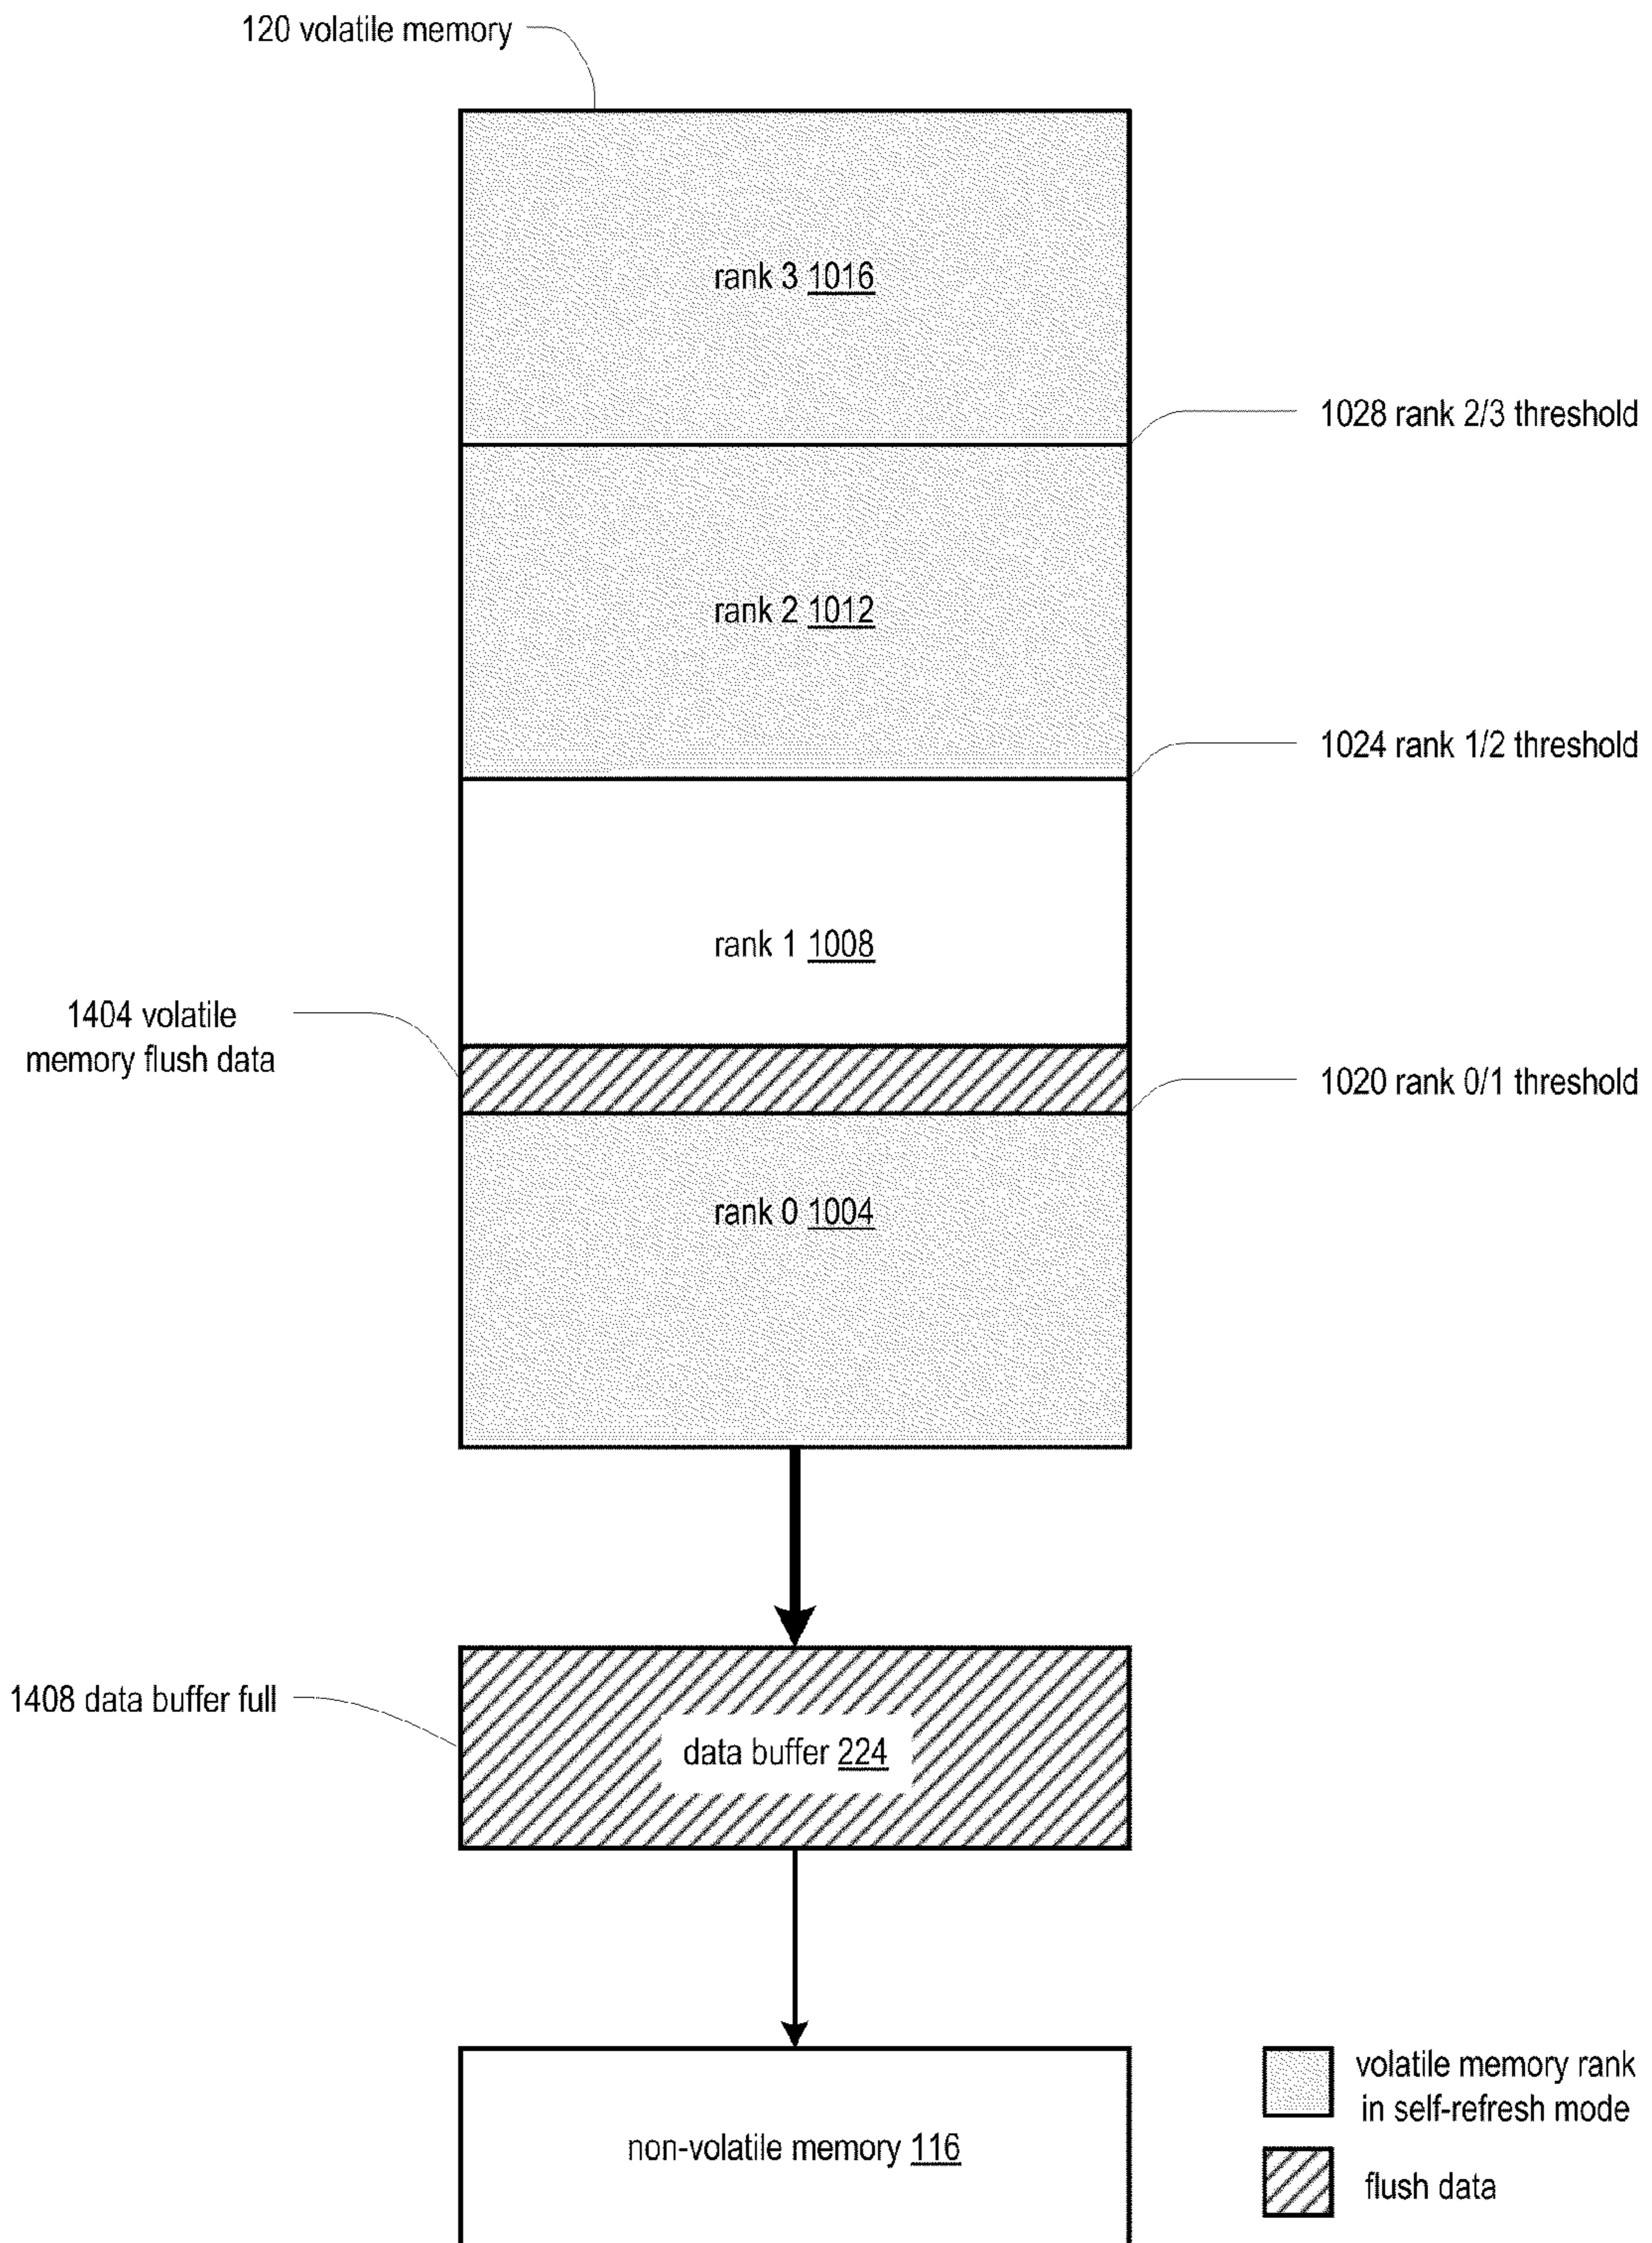 120 volatile memory
rank 3 1016
1028 rank 2/3 threshold
rank 2 1012
1024 rank 1/2 threshold
rank 1 1008
1404 volatile
memory flush data
1020 rank 0/1 threshold
rank 0 1004
1408 data buffer full
data buffer 224
non-volatile memory 116
volatile memory rank
in self-refresh mode
flush data